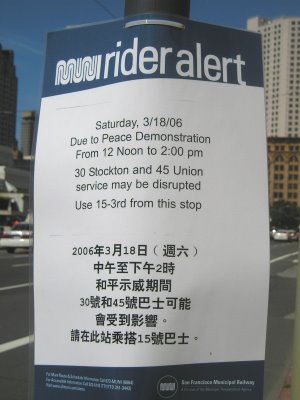 MUNI rider alert
Saturday, 3/18/06
Due to Peace Demonstration
From 12 Noon to 2:00 pm
30 Stockton and 45 Union
service may be disrupted
Use 15-3rd from this stop
2006年3月18日（週六）
中午至下午2時
和平示威期間
30號和45號巴士可能
會受到影響。
請在此站乘搭15號巴士。
San Francisco Municipal Railway